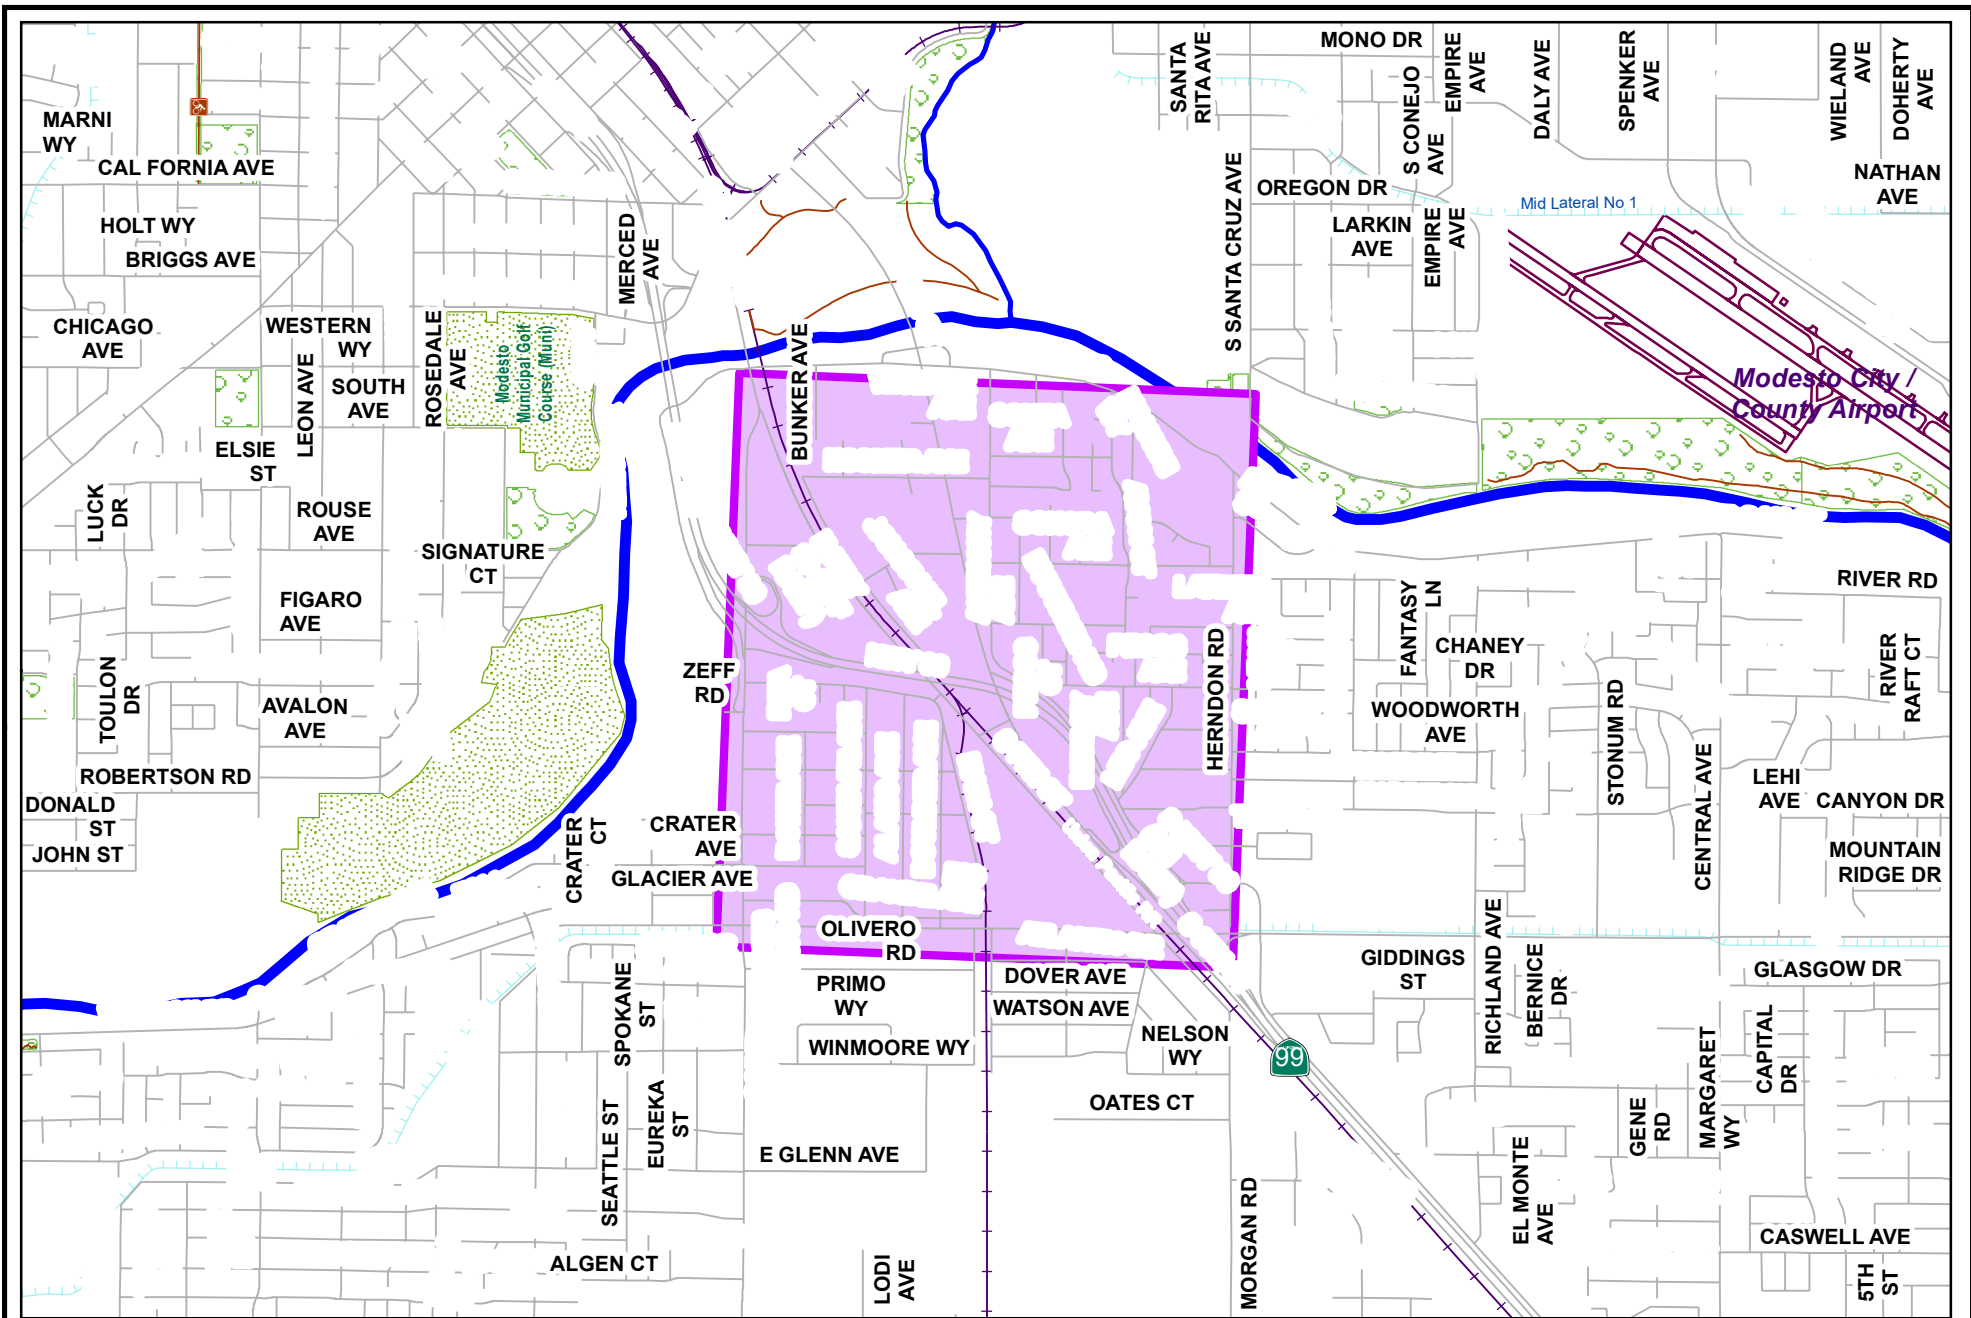 MONO DR
SANTA
RITA AVE
S CONEJO
AVE
EMPIRE
AVE
DALY AVE
SPENKER
AVE
WIELAND
AVE
DOHERTY
AVE
MARNI
WY
CAL FORNIA AVE
HOLT WY
BRIGGS AVE
MERCED
AVE
S SANTA CRUZ AVE
OREGON DR
LARKIN
AVE
EMPIRE
AVE
Mid Lateral No 1
NATHAN
AVE
CHICAGO
AVE
WESTERN
WY
LEON AVE
SOUTH
AVE
ROSEDALE
AVE
Modesto
Municipal Golf
Course (Muni)
BUNKER AVE
Modesto City /
County Airport
ELSIE
ST
LUCK
DR
ROUSE
AVE
SIGNATURE
CT
FIGARO
AVE
TOULON
DR
AVALON
AVE
ZEFF
RD
HERNDON RD
FANTASY
LN
CHANEY
DR
WOODWORTH
AVE
RIVER RD
RIVER
RAFT CT
STONUM RD
CENTRAL AVE
LEHI
AVE
CANYON DR
MOUNTAIN
RIDGE DR
ROBERTSON RD
DONALD
ST
JOHN ST
CRATER
CT
CRATER
AVE
GLACIER AVE
OLIVERO
RD
PRIMO
WY
WINMOORE WY
DOVER AVE
WATSON AVE
NELSON
WY
OATES CT
99
GIDDINGS
ST
RICHLAND AVE
BERNICE
DR
GLASGOW DR
CAPITAL
DR
MARGARET
WY
GENE
RD
EL MONTE
AVE
SPOKANE
ST
SEATTLE ST
EUREKA
ST
E GLENN AVE
ALGEN CT
LODI
AVE
MORGAN RD
CASWELL AVE
5TH
ST